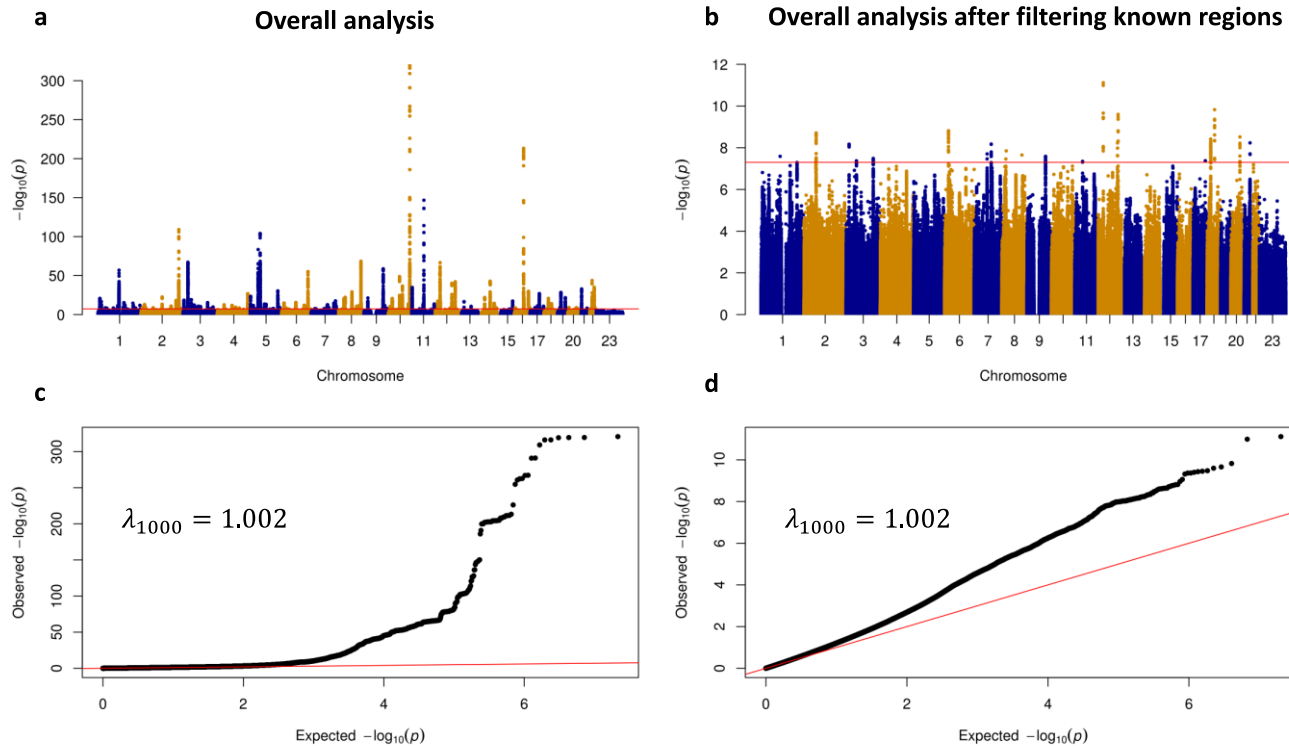 a
Overall analysis
−log10(p)
300
250
200
150
100
50
0
1 2 3 4 5 6 7 8 9 11 13 15 17 20 23
Chromosome
b
Overall analysis after filtering known regions
−log10(p)
12
10
8
6
4
2
0
1 2 3 4 5 6 7 8 9 11 13 15 17 20 23
Chromosome
c
Observed −log10(p)
300
200
100
50
0
λ1000 = 1.002
0 2 4 6
Expected −log10(p)
d
Observed −log10(p)
10
8
6
4
2
0
λ1000 = 1.002
0 2 4 6
Expected −log10(p)